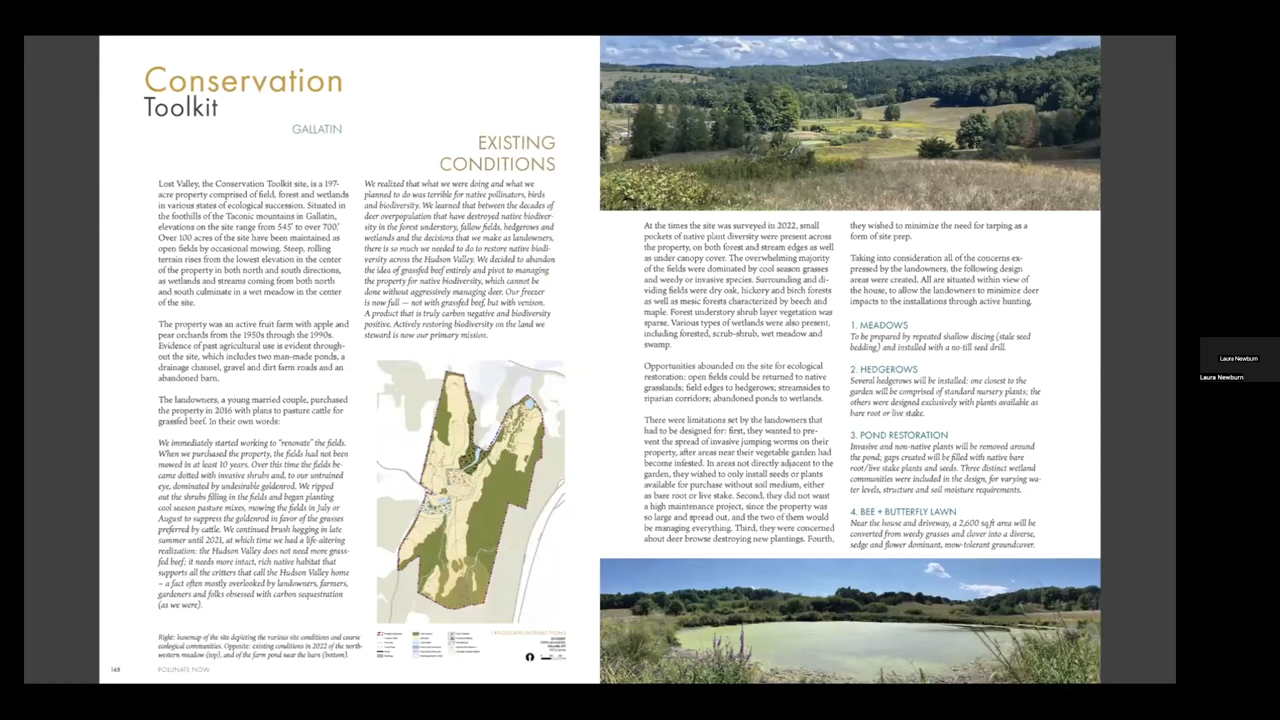 Conservation
Toolkit
GALLATIN
EXISTING
CONDITIONS
Lost Valley, the Conservation Toolkit site, is a 197-
acre property comprised of field, forest and wetlands
in various states of ecological succession. Situated in
the foothills of the Taconic mountains in Gallatin,
elevations on the site range from 545' to over 700.'
Over 100 acres of the site have been maintained as
open fields by occasional mowing. Steep, rolling
terrain rises from the lowest elevation in the center
of the property in both north and south directions,
as wetlands and streams coming from both north
and south culminate in a wet meadow in the center
of the site.
The property was an active fruit farm with apple and
pear orchards from the 1950s through the 1990s.
Evidence of past agricultural use is evident through-
out the site, which includes two man-made ponds, a
drainage channel, gravel and dirt farm roads and an
abandoned barn.
The landowners, a young married couple, purchased
the property in 2016 with plans to pasture cattle for
grassfed beef. In their own words:
We immediately started working to "renovate" the fields.
When we purchased the property, the fields had not been
mowed in at least 10 years. Over this time the fields be-
came dotted with invasive shrubs and, to our untrained
eye, dominated by undesirable goldenrod. We ripped
out the shrubs filling in the fields and began planting
cool season pasture mixes, mowing the fields in July or
August to suppress the goldenrod in favor of the grasses
preferred by cattle. We continued brush hogging in late
summer until 2021, at which time we had a life-altering
realization: the Hudson Valley does not need more grass-
fed beef; it needs more intact, rich native habitat that
supports all the critters that call the Hudson Valley home
– a fact often mostly overlooked by landowners, farmers,
gardeners and folks obsessed with carbon sequestration
(as we were).
We realized that what we were doing and what we
planned to do was terrible for native pollinators, birds
and biodiversity. We learned that between the decades of
deer overpopulation that have destroyed native biodiver-
sity in the forest understory, fallow fields, hedgerows and
wetlands and the decisions that we make as landowners,
there is so much we needed to do to restore native biodi-
versity across the Hudson Valley. We decided to abandon
the idea of grassfed beef entirely and pivot to managing
the property for native biodiversity, which cannot be
done without aggressively managing deer. Our freezer
is now full — not with grassfed beef, but with venison.
A product that is truly carbon negative and biodiversity
positive. Actively restoring biodiversity on the land we
steward is now our primary mission.
LANDSCAPE INTERACTIONS
Right: basemap of the site depicting the various site conditions and coarse
ecological communities. Opposite: existing conditions in 2022 of the north-
western meadow (top), and of the farm pond near the barn (bottom).
148
POLLINATE NOW
At the times the site was surveyed in 2022, small
pockets of native plant diversity were present across
the property, on both forest and stream edges as well
as under canopy cover. The overwhelming majority
of the fields were dominated by cool season grasses
and weedy or invasive species. Surrounding and di-
viding fields were dry oak, hickory and birch forests
as well as mesic forests characterized by beech and
maple. Forest understory shrub layer vegetation was
sparse. Various types of wetlands were also present,
including forested, scrub-shrub, wet meadow and
swamp.
Opportunities abounded on the site for ecological
restoration: open fields could be returned to native
grasslands; field edges to hedgerows; streamsides to
riparian corridors; abandoned ponds to wetlands.
There were limitations set by the landowners that
had to be designed for: first, they wanted to pre-
vent the spread of invasive jumping worms on their
property, after areas near their vegetable garden had
become infested. In areas not directly adjacent to the
garden, they wished to only install seeds or plants
available for purchase without soil medium, either
as bare root or live stake. Second, they did not want
a high maintenance project, since the property was
so large and spread out, and the two of them would
be managing everything. Third, they were concerned
about deer browse destroying new plantings. Fourth,
they wished to minimize the need for tarping as a
form of site prep.
Taking into consideration all of the concerns ex-
pressed by the landowners, the following design
areas were created. All are situated within view of
the house, to allow the landowners to minimize deer
impacts to the installations through active hunting.
1. MEADOWS
To be prepared by repeated shallow discing (stale seed
bedding) and installed with a no-till seed drill.
2. HEDGEROWS
Several hedgerows will be installed: one closest to the
garden will be comprised of standard nursery plants; the
others were designed exclusively with plants available as
bare root or live stake.
3. POND RESTORATION
Invasive and non-native plants will be removed around
the pond; gaps created will be filled with native bare
root/live stake plants and seeds. Three distinct wetland
communities were included in the design, for varying wa-
ter levels, structure and soil moisture requirements.
4. BEE + BUTTERFLY LAWN
Near the house and driveway, a 2,600 sq.ft area will be
converted from weedy grasses and clover into a diverse,
sedge and flower dominant, mow-tolerant groundcover.
Laura Newburn
Laura Newburn